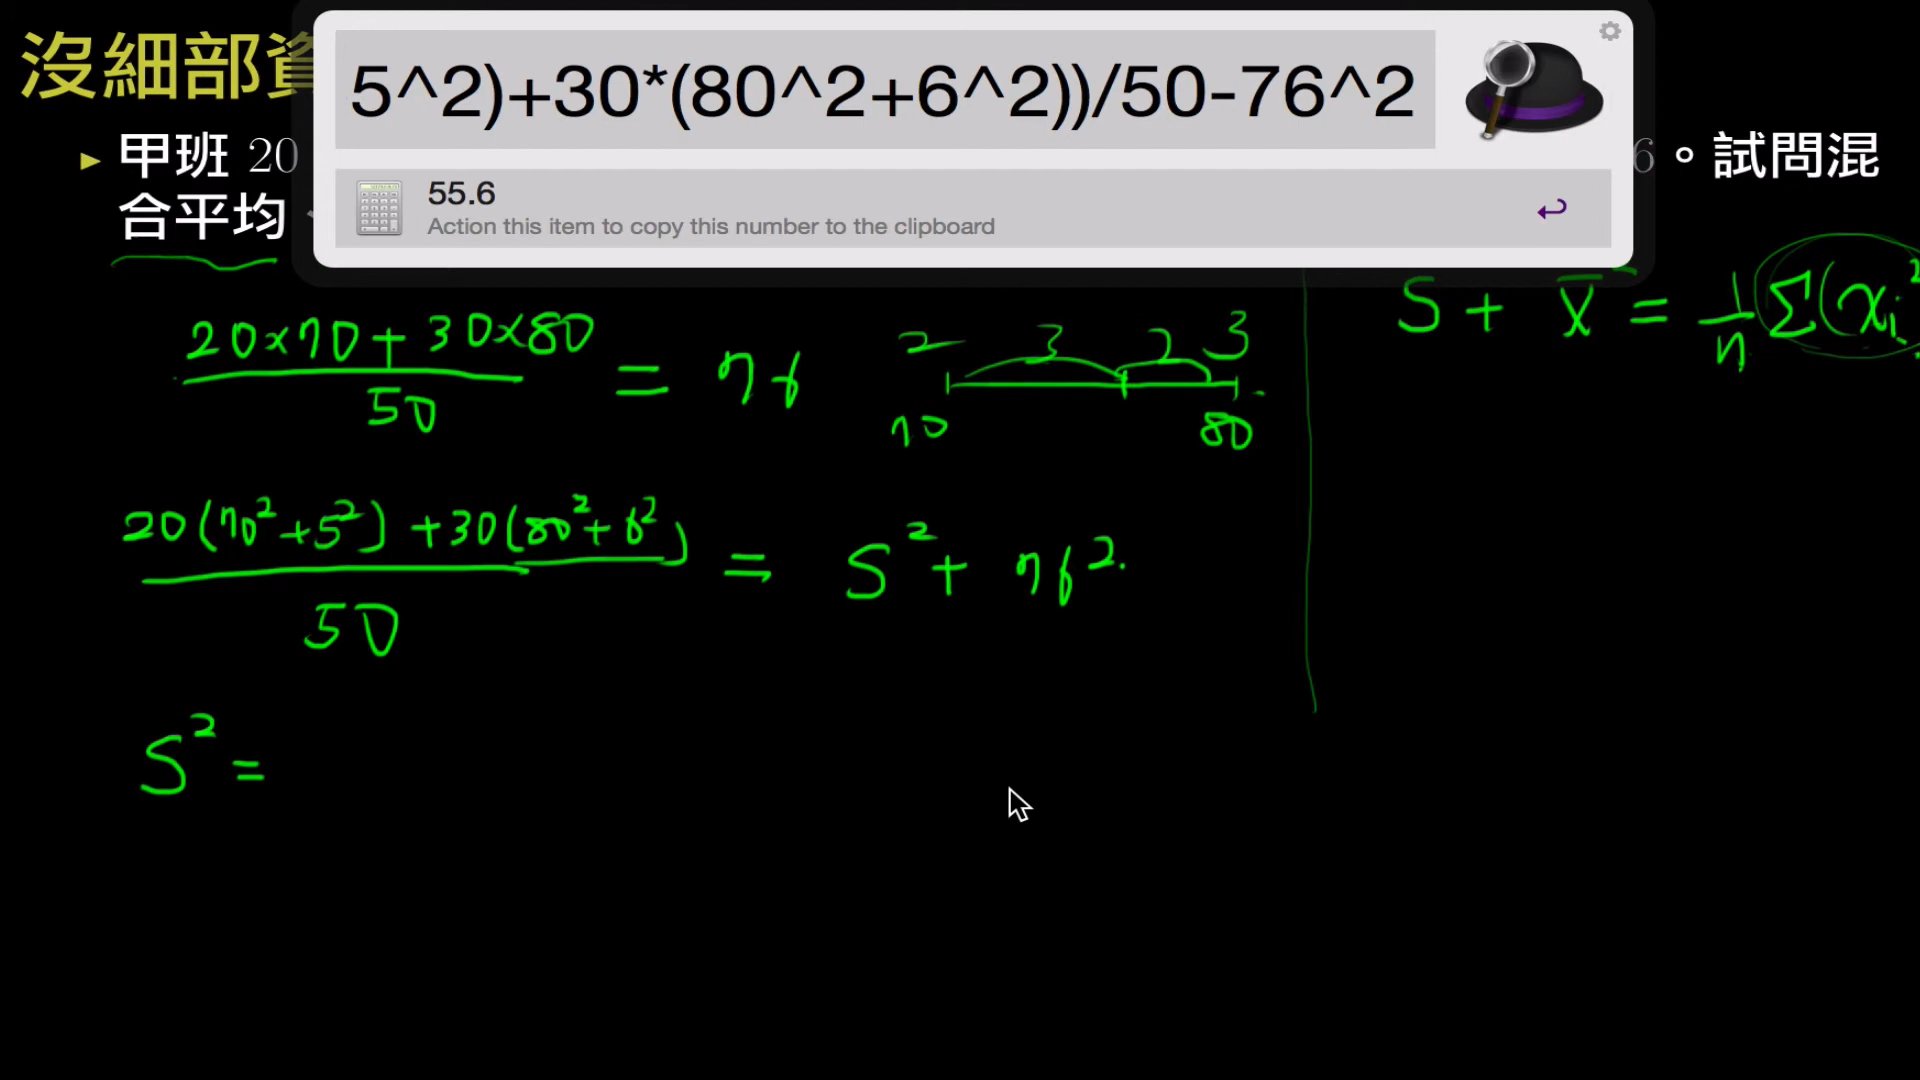 沒細部資
5^2)+30*(80^2+6^2))/50-76^2
55.6
Action this item to copy this number to the clipboard
甲班 20 6。試問混
合平均
20×70+30×80
50
= 76
2 3 2 3
70 80
S + X̄ = 1/n Σ(xᵢ²
20(70²+5²)+30(80²+6²)
50
= S²+76².
S²=